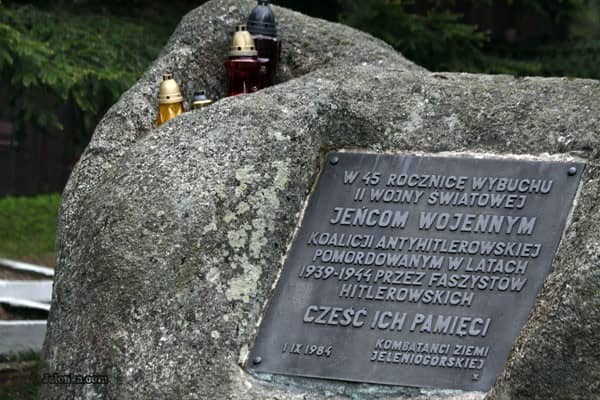 W 45 ROCZNICĘ WYBUCHU
II WOJNY ŚWIATOWEJ
JEŃCOM WOJENNYM
KOALICJI ANTYHITLEROWSKIEJ
POMORDOWANYM W LATACH
1939-1944 PRZEZ FASZYSTÓW
HITLEROWSKICH
CZEŚĆ ICH PAMIĘCI
1 IX 1984
KOMBATANCI ZIEMI
JELENIOGÓRSKIEJ